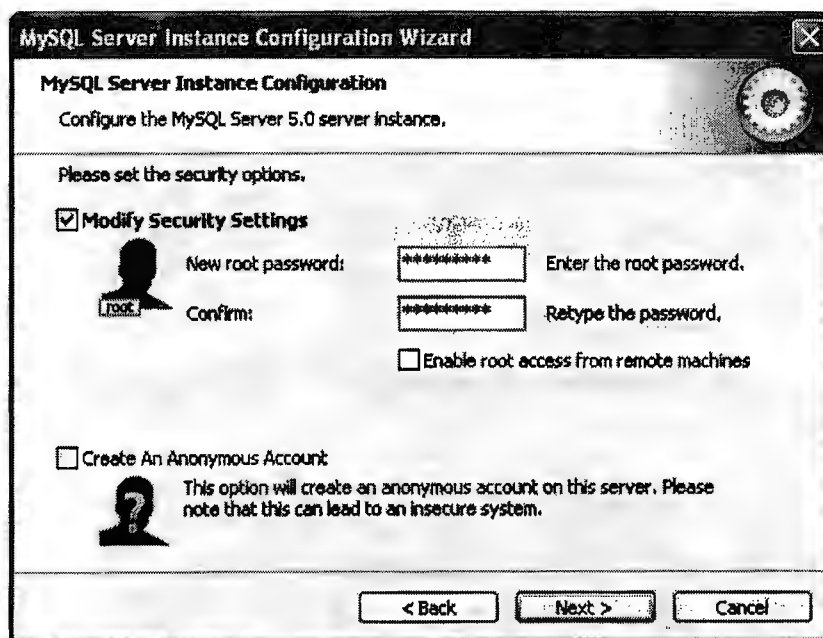 MySQL Server Instance Configuration Wizard
MySQL Server Instance Configuration
Configure the MySQL Server 5.0 server instance.
Please set the security options.
Modify Security Settings
New root password: ********* Enter the root password.
root
Confirm: ********* Retype the password.
Enable root access from remote machines
Create An Anonymous Account
This option will create an anonymous account on this server. Please
note that this can lead to an insecure system.
< Back Next > Cancel